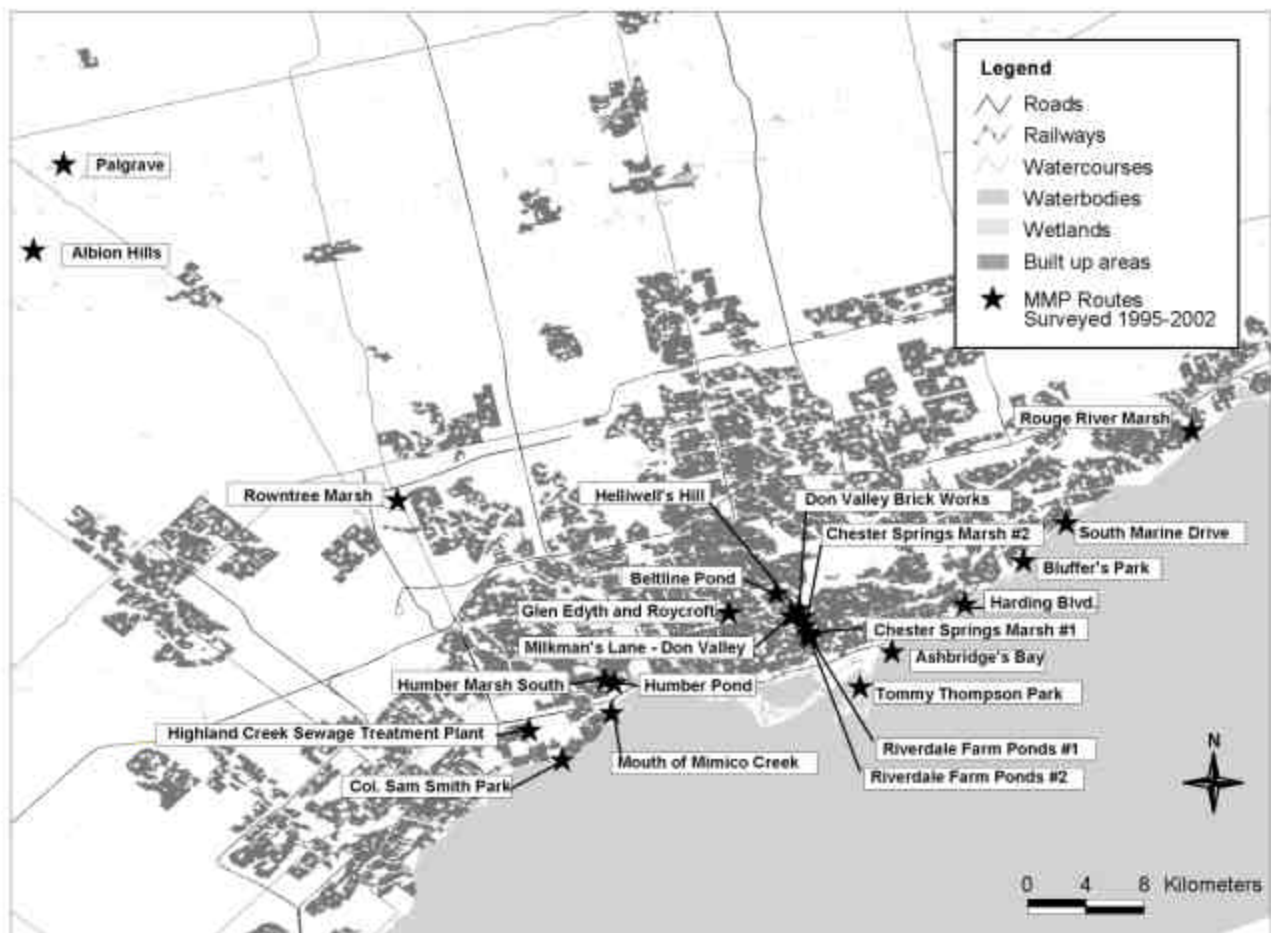 Legend
Roads
Railways
Watercourses
Waterbodies
Wetlands
Built up areas
MMP Routes
Surveyed 1995-2002
Palgrave
Albion Hills
Rouge River Marsh
Rowntree Marsh
Helliwell's Hill
Don Valley Brick Works
Chester Springs Marsh #2
South Marine Drive
Bluffer's Park
Beltline Pond
Glen Edyth and Roycroft
Harding Blvd.
Milkman's Lane - Don Valley
Chester Springs Marsh #1
Ashbridge's Bay
Humber Marsh South
Humber Pond
Tommy Thompson Park
Highland Creek Sewage Treatment Plant
Mouth of Mimico Creek
Riverdale Farm Ponds #1
Riverdale Farm Ponds #2
Col. Sam Smith Park
N
0 4 8 Kilometers